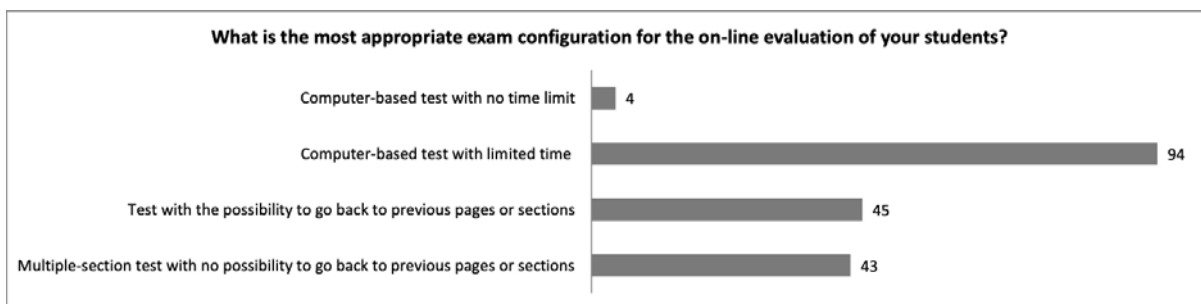 What is the most appropriate exam configuration for the on-line evaluation of your students?
Computer-based test with no time limit 4
Computer-based test with limited time 94
Test with the possibility to go back to previous pages or sections 45
Multiple-section test with no possibility to go back to previous pages or sections 43